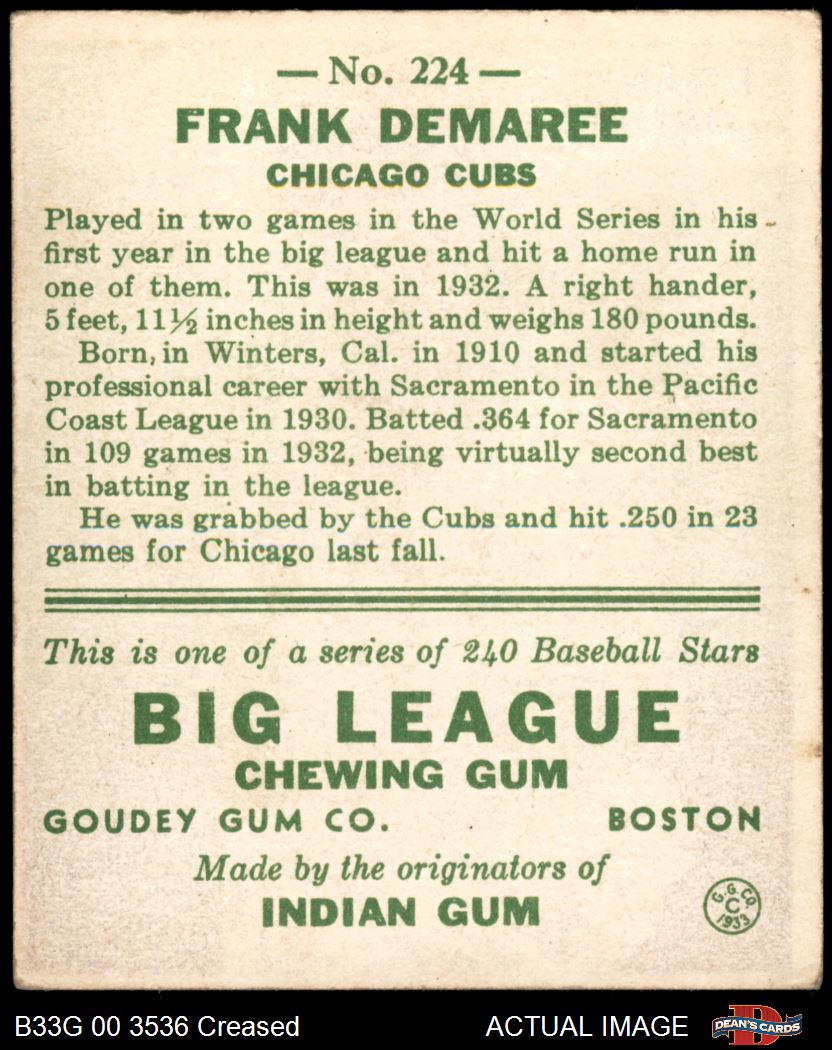 — No. 224 —
FRANK DEMAREE
CHICAGO CUBS
Played in two games in the World Series in his
first year in the big league and hit a home run in
one of them. This was in 1932. A right hander,
5 feet, 11½ inches in height and weighs 180 pounds.
Born, in Winters, Cal. in 1910 and started his
professional career with Sacramento in the Pacific
Coast League in 1930. Batted .364 for Sacramento
in 109 games in 1932, being virtually second best
in batting in the league.
He was grabbed by the Cubs and hit .250 in 23
games for Chicago last fall.
This is one of a series of 240 Baseball Stars
BIG LEAGUE
CHEWING GUM
GOUDEY GUM CO. BOSTON
Made by the originators of
INDIAN GUM
G.G.CO.
C
1933
B33G 00 3536 Creased ACTUAL IMAGE
D
DEAN'S CARDS